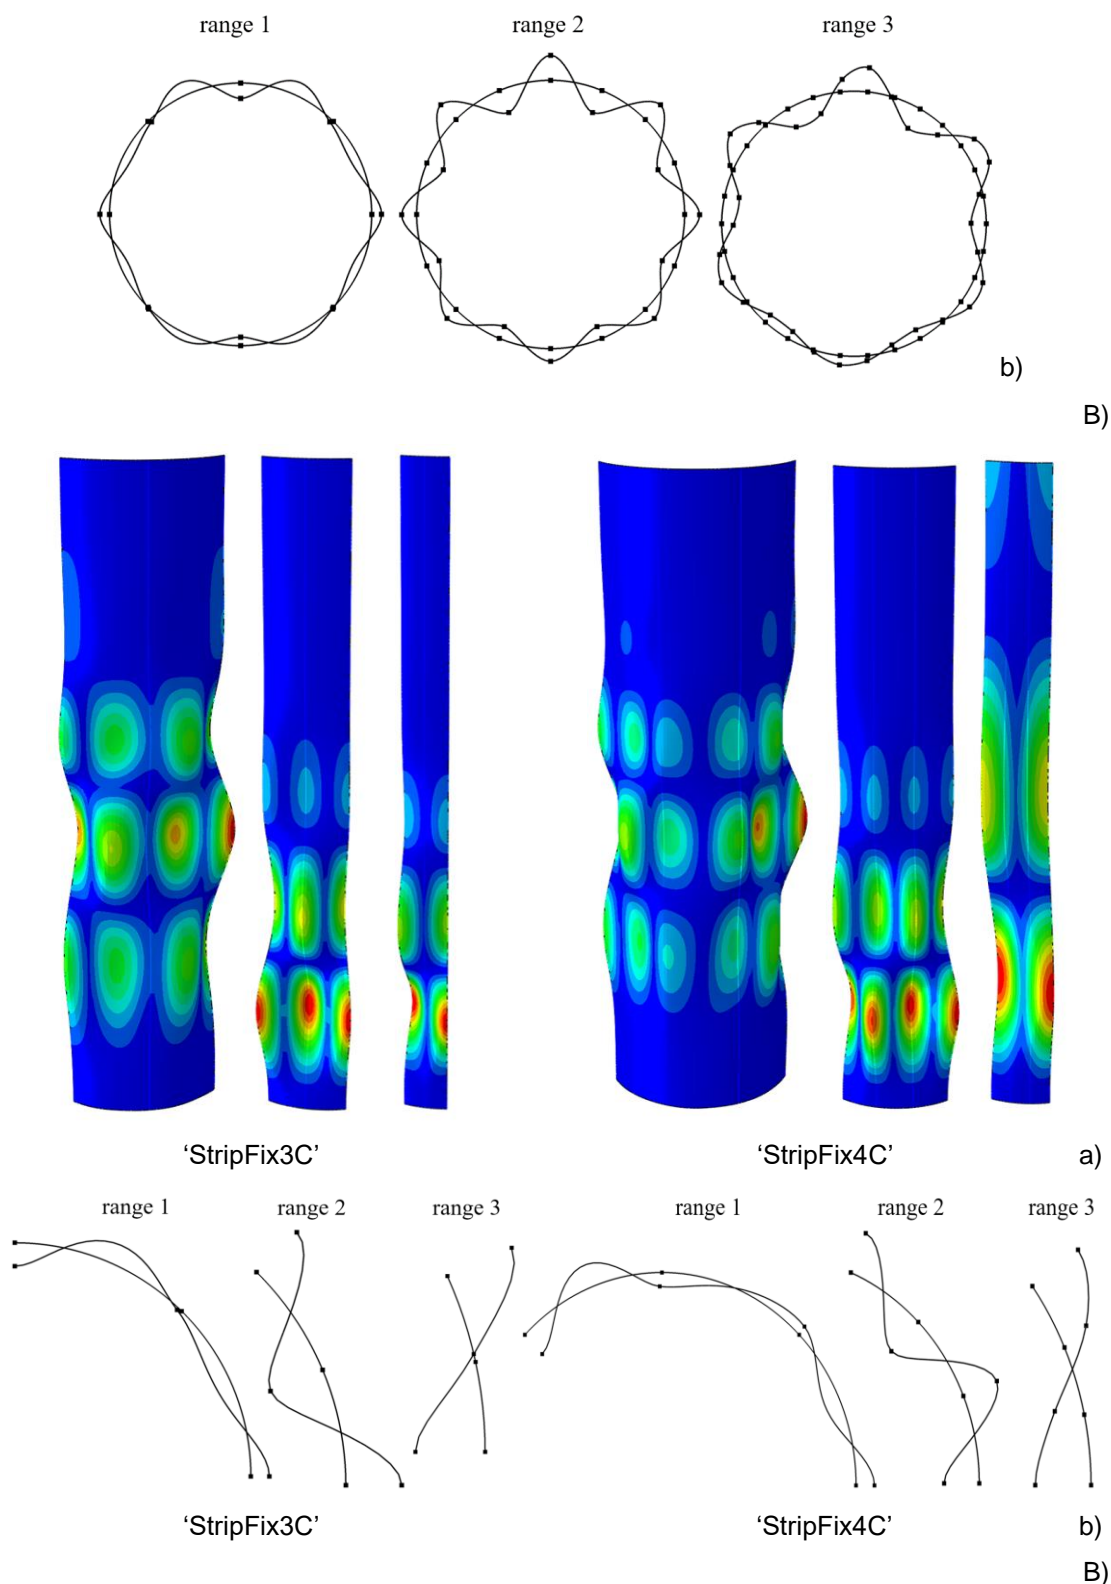 range 1 range 2 range 3
b)
B)
‘StripFix3C’ ‘StripFix4C’ a)
range 1 range 2 range 3 range 1 range 2 range 3
‘StripFix3C’ ‘StripFix4C’ b)
B)